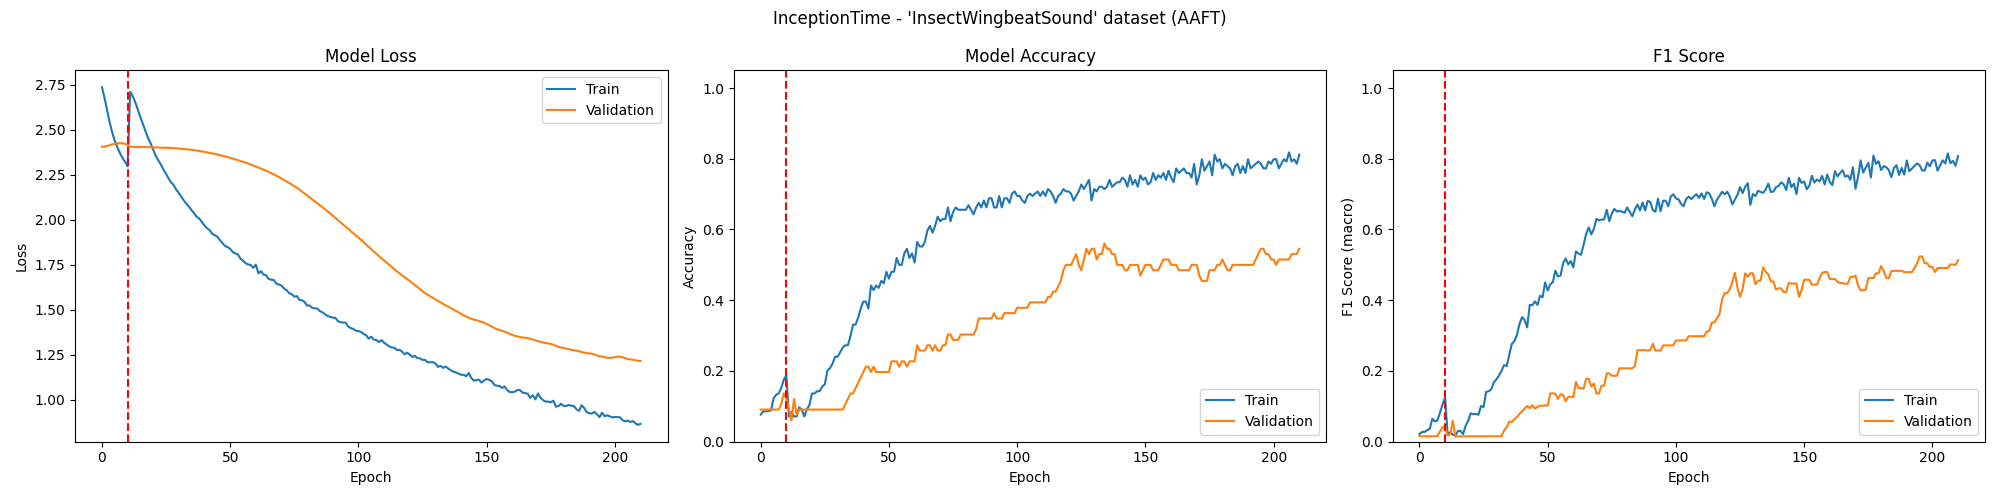 InceptionTime - 'InsectWingbeatSound' dataset (AAFT)
Model Loss
2.75
2.50
2.25
2.00
1.75
1.50
1.25
1.00
Loss
0
50
100
150
200
Epoch
Train
Validation
Model Accuracy
1.0
0.8
0.6
0.4
0.2
0.0
Accuracy
0
50
100
150
200
Epoch
Train
Validation
F1 Score
1.0
0.8
0.6
0.4
0.2
0.0
F1 Score (macro)
0
50
100
150
200
Epoch
Train
Validation